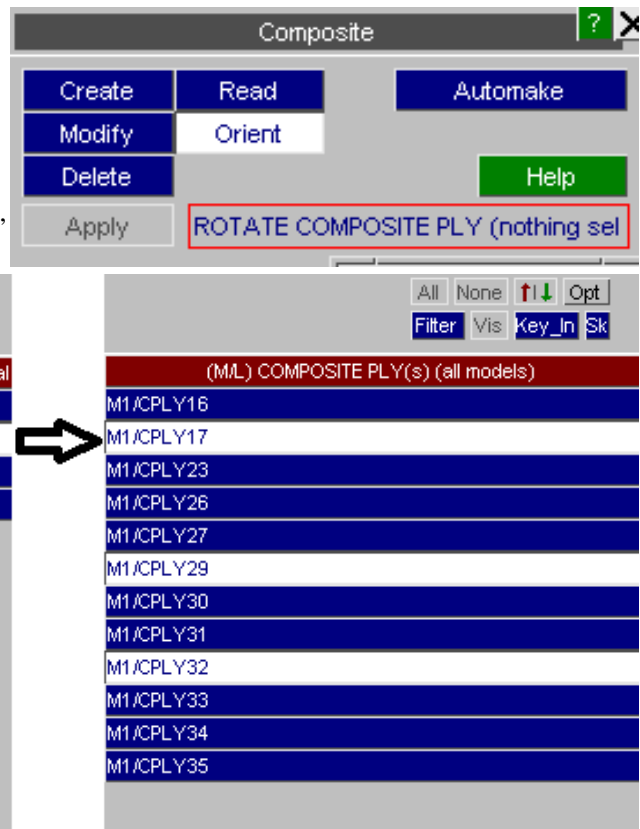 Composite ? X
Create Read Automake
Modify Orient
Delete Help
Apply ROTATE COMPOSITE PLY (nothing sel
,
All None Opt
Filter Vis Key_In Sk
al (M/L) COMPOSITE PLY(s) (all models)
M1/CPLY16
M1/CPLY17
M1/CPLY23
M1/CPLY26
M1/CPLY27
M1/CPLY29
M1/CPLY30
M1/CPLY31
M1/CPLY32
M1/CPLY33
M1/CPLY34
M1/CPLY35